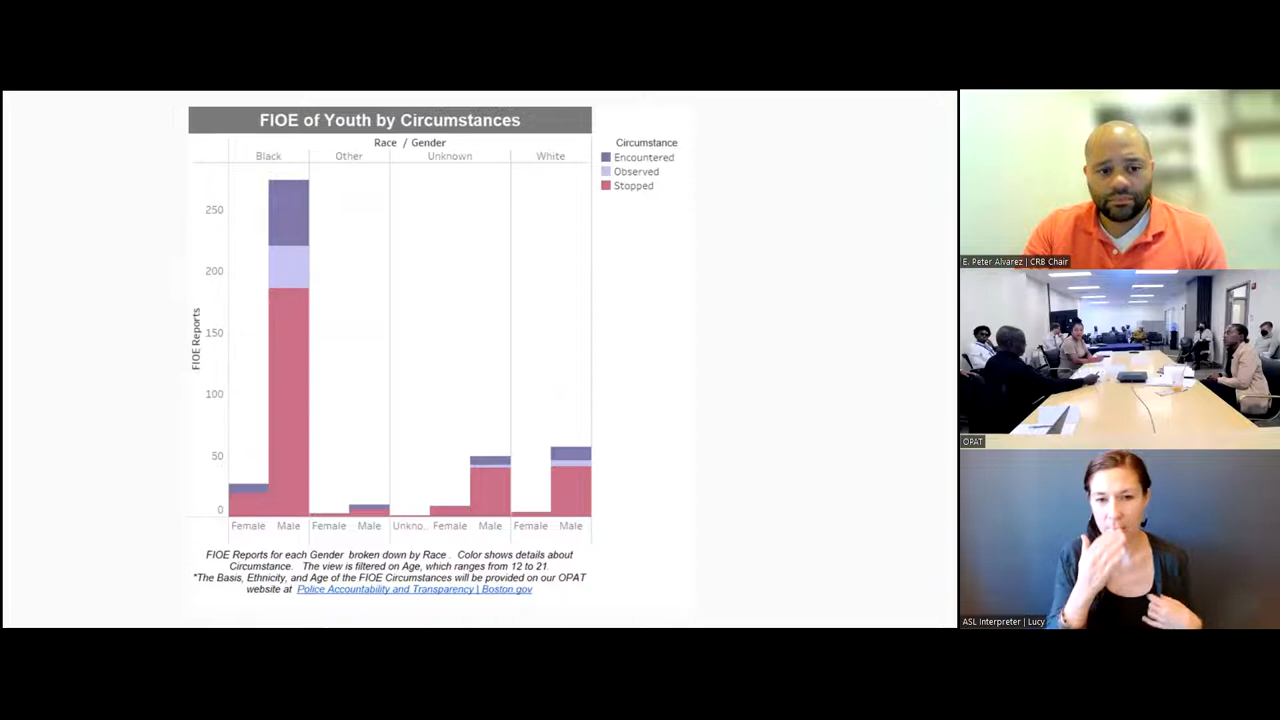 FIOE of Youth by Circumstances
Race / Gender
Black Other Unknown White
Circumstance
Encountered
Observed
Stopped
FIOE Reports
250
200
150
100
50
0
Female Male Female Male Unkno.. Female Male Female Male
FIOE Reports for each Gender broken down by Race . Color shows details about
Circumstance. The view is filtered on Age, which ranges from 12 to 21.
*The Basis, Ethnicity, and Age of the FIOE Circumstances will be provided on our OPAT
website at Police Accountability and Transparency | Boston.gov
E. Peter Alvarez | CRB Chair
OPAT
ASL Interpreter | Lucy